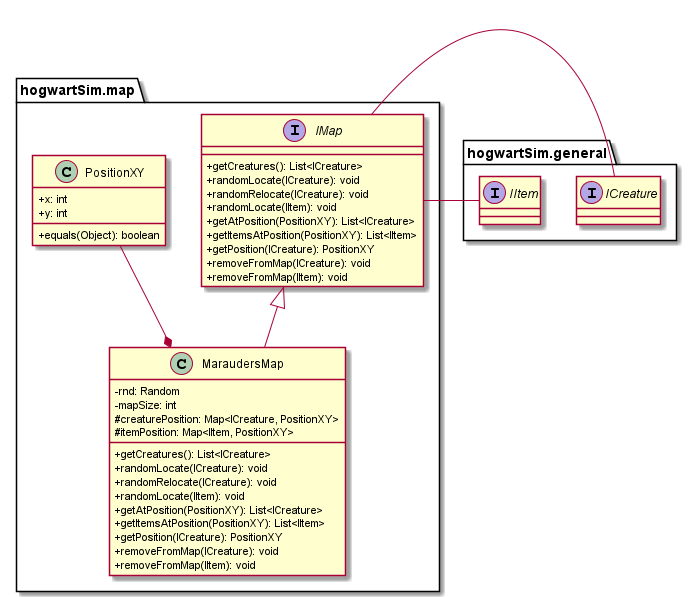 hogwartSim.map
I IMap
+getCreatures(): List<ICreature>
+randomLocate(ICreature): void
+randomRelocate(ICreature): void
+randomLocate(IItem): void
+getAtPosition(PositionXY): List<ICreature>
+getItemsAtPosition(PositionXY): List<IItem>
+getPosition(ICreature): PositionXY
+removeFromMap(ICreature): void
+removeFromMap(IItem): void
C PositionXY
+x: int
+y: int
+equals(Object): boolean
hogwartSim.general
I IItem
I ICreature
C MaraudersMap
-rnd: Random
-mapSize: int
#creaturePosition: Map<ICreature, PositionXY>
#itemPosition: Map<IItem, PositionXY>
+getCreatures(): List<ICreature>
+randomLocate(ICreature): void
+randomRelocate(ICreature): void
+randomLocate(IItem): void
+getAtPosition(PositionXY): List<ICreature>
+getItemsAtPosition(PositionXY): List<IItem>
+getPosition(ICreature): PositionXY
+removeFromMap(ICreature): void
+removeFromMap(IItem): void